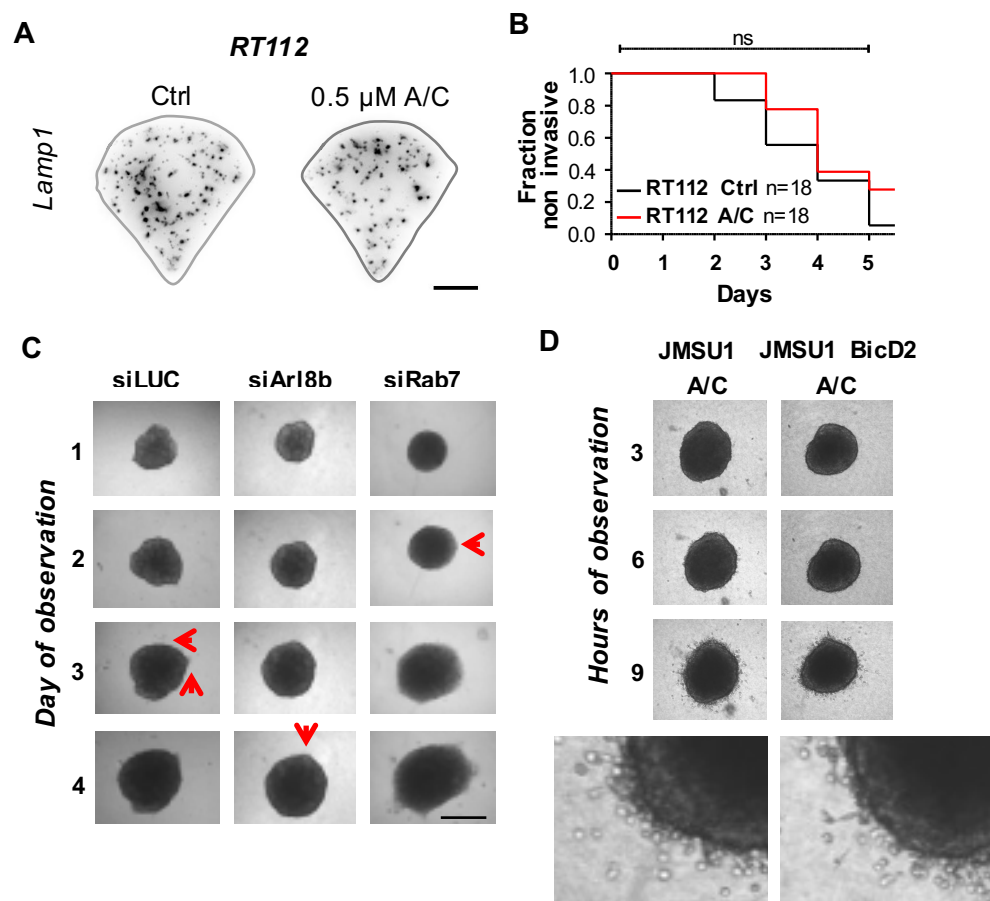 A
RT112
Ctrl
0.5 µM A/C
Lamp1
B
ns
1.0
0.8
0.6
0.4
0.2
0.0
Fraction
non invasive
RT112 Ctrl n=18
RT112 A/C n=18
0 1 2 3 4 5
Days
C
siLUC siArl8b siRab7
Day of observation
1
2
3
4
D
JMSU1 JMSU1 BicD2
A/C A/C
Hours of observation
3
6
9